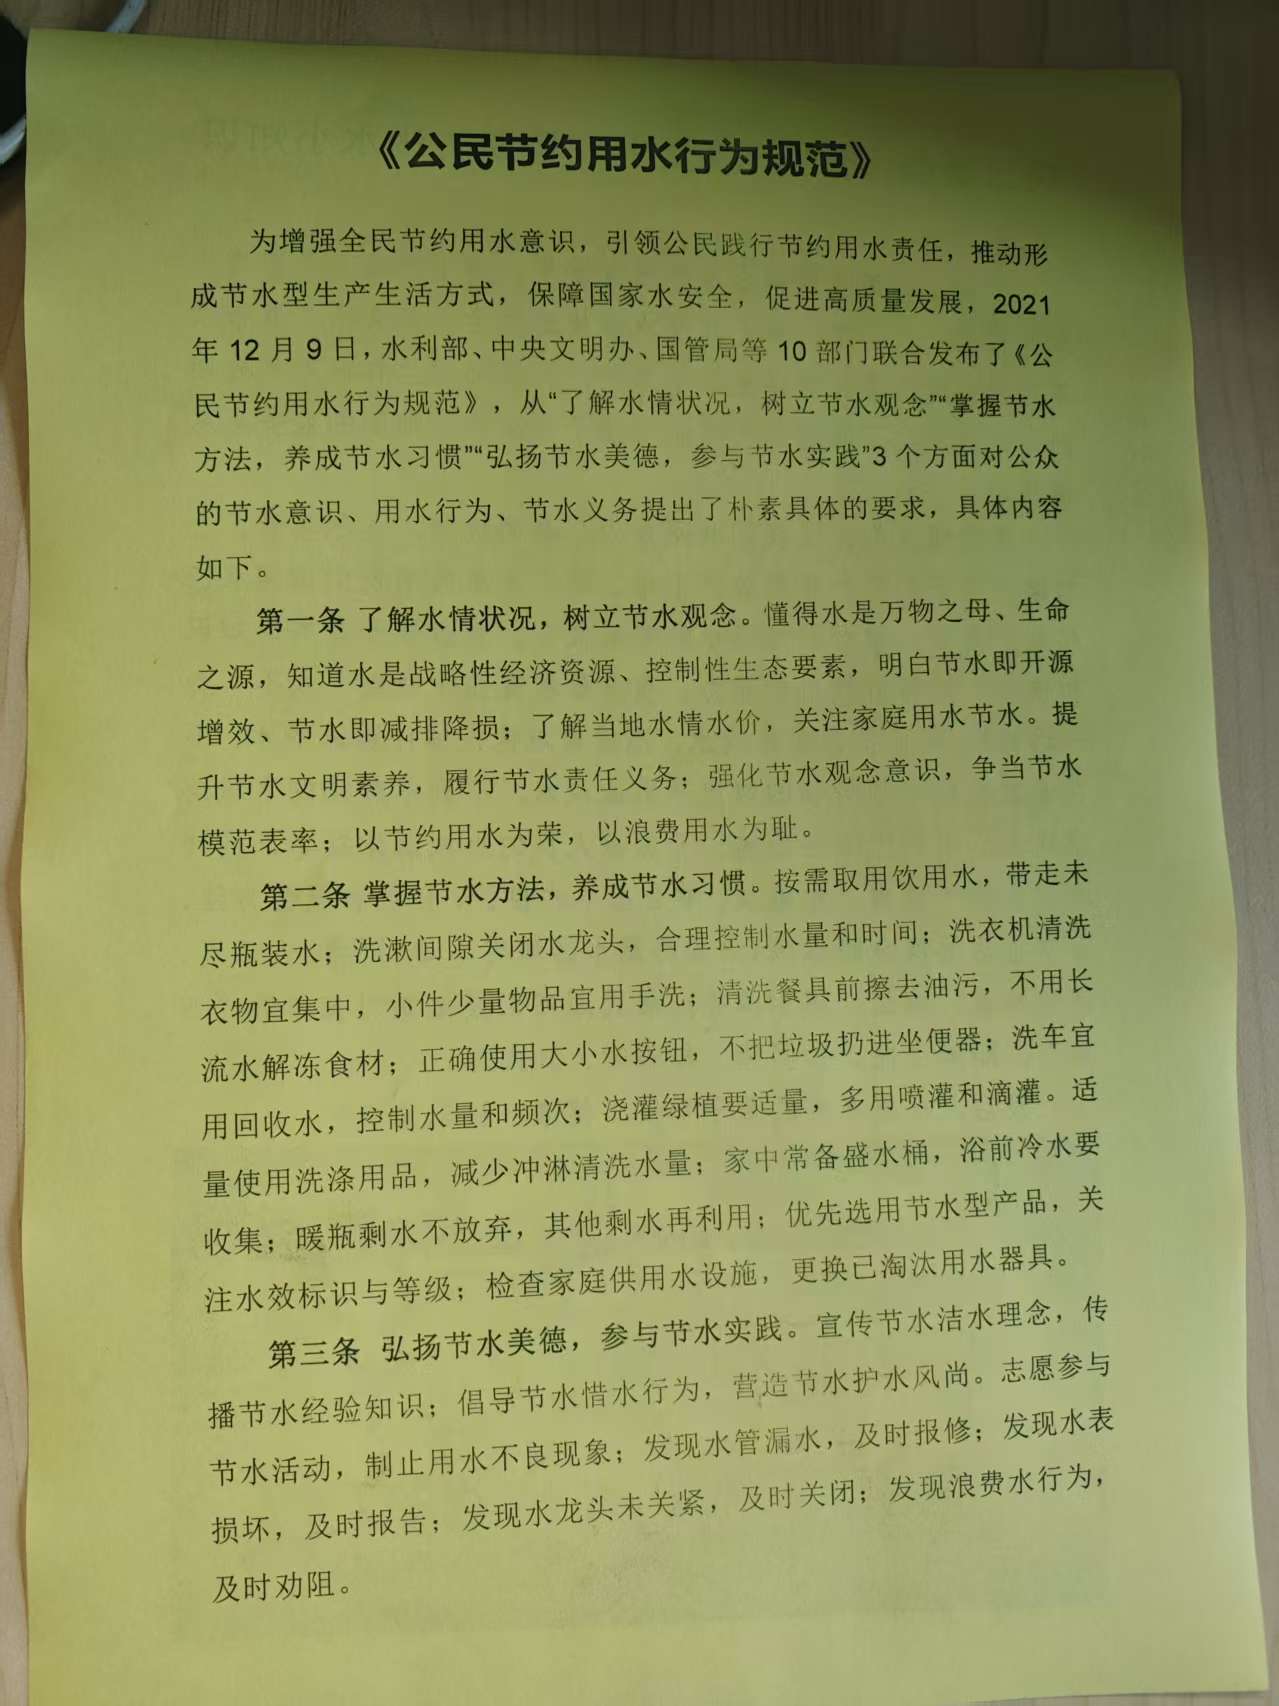 《公民节约用水行为规范》
为增强全民节约用水意识，引领公民践行节约用水责任，推动形
成节水型生产生活方式，保障国家水安全，促进高质量发展，2021
年 12 月 9 日，水利部、中央文明办、国管局等 10 部门联合发布了《公
民节约用水行为规范》，从“了解水情状况，树立节水观念”“掌握节水
方法，养成节水习惯”“弘扬节水美德，参与节水实践”3 个方面对公众
的节水意识、用水行为、节水义务提出了朴素具体的要求，具体内容
如下。
第一条 了解水情状况，树立节水观念。懂得水是万物之母、生命
之源，知道水是战略性经济资源、控制性生态要素，明白节水即开源
增效、节水即减排降损；了解当地水情水价，关注家庭用水节水。提
升节水文明素养，履行节水责任义务；强化节水观念意识，争当节水
模范表率；以节约用水为荣，以浪费用水为耻。
第二条 掌握节水方法，养成节水习惯。按需取用饮用水，带走未
尽瓶装水；洗漱间隙关闭水龙头，合理控制水量和时间；洗衣机清洗
衣物宜集中，小件少量物品宜用手洗；清洗餐具前擦去油污，不用长
流水解冻食材；正确使用大小水按钮，不把垃圾扔进坐便器；洗车宜
用回收水，控制水量和频次；浇灌绿植要适量，多用喷灌和滴灌。适
量使用洗涤用品，减少冲淋清洗水量；家中常备盛水桶，浴前冷水要
收集；暖瓶剩水不放弃，其他剩水再利用；优先选用节水型产品，关
注水效标识与等级；检查家庭供用水设施，更换已淘汰用水器具。
第三条 弘扬节水美德，参与节水实践。宣传节水洁水理念，传
播节水经验知识；倡导节水惜水行为，营造节水护水风尚。志愿参与
节水活动，制止用水不良现象；发现水管漏水，及时报修；发现水表
损坏，及时报告；发现水龙头未关紧，及时关闭；发现浪费水行为，
及时劝阻。